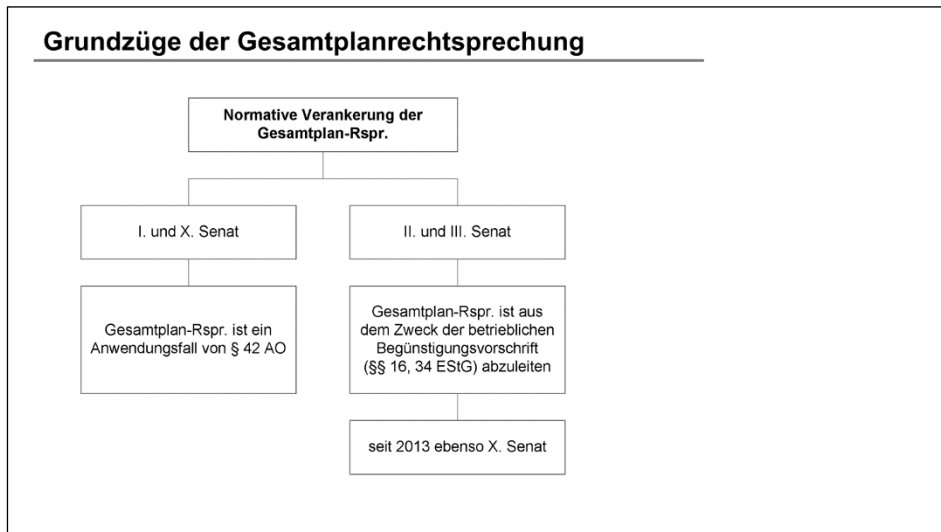 Grundzüge der Gesamtplanrechtsprechung
Normative Verankerung der
Gesamtplan-Rspr.
I. und X. Senat
II. und III. Senat
Gesamtplan-Rspr. ist ein
Anwendungsfall von § 42 AO
Gesamtplan-Rspr. ist aus
dem Zweck der betrieblichen
Begünstigungsvorschrift
(§§ 16, 34 EStG) abzuleiten
seit 2013 ebenso X. Senat